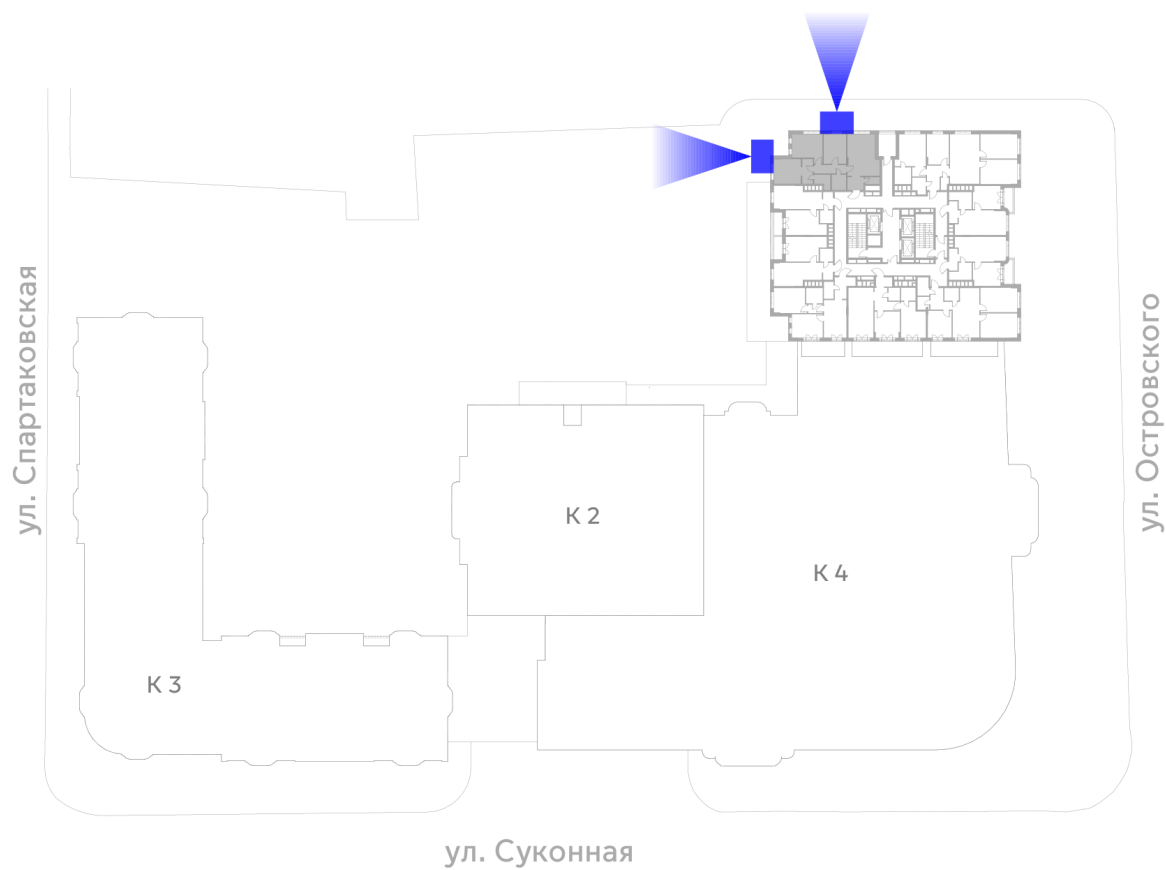 ул. Спартаковская
ул. Островского
К 2
К 4
К 3
ул. Суконная